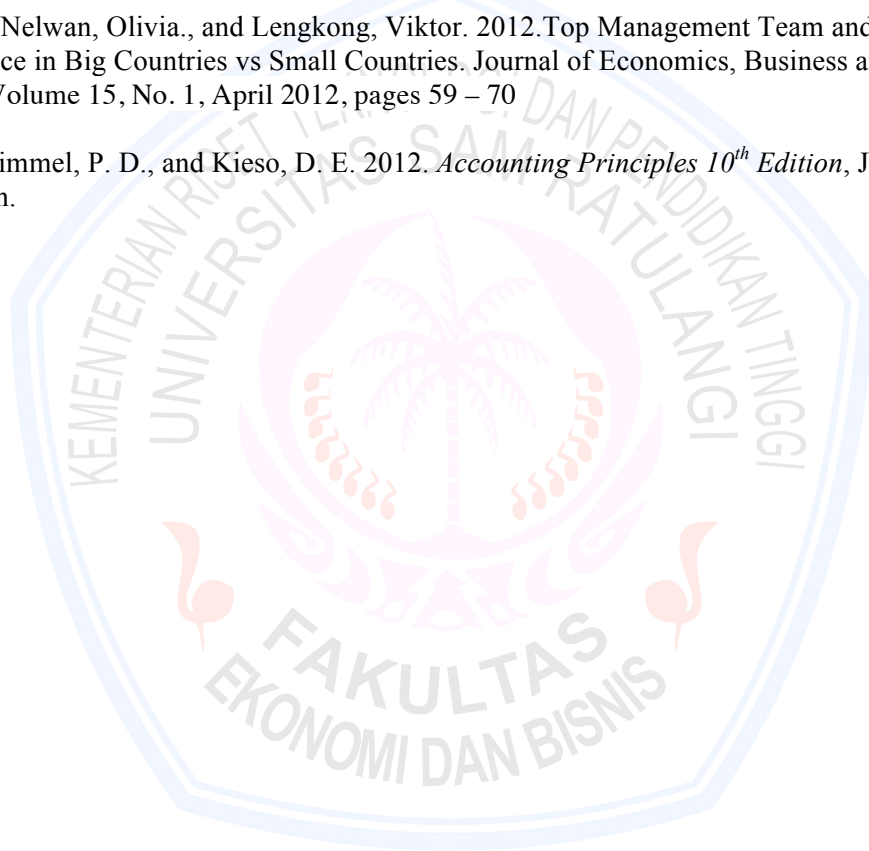 Nelwan, Olivia., and Lengkong, Viktor. 2012.Top Management Team and
ce in Big Countries vs Small Countries. Journal of Economics, Business a
Volume 15, No. 1, April 2012, pages 59 – 70
immel, P. D., and Kieso, D. E. 2012. Accounting Principles 10th Edition, J
n.
KEMENTERIAN RISET TEKNOLOGI DAN PENDIDIKAN TINGGI
UNIVERSITAS SAM RATULANGI
FAKULTAS
EKONOMI DAN BISNIS